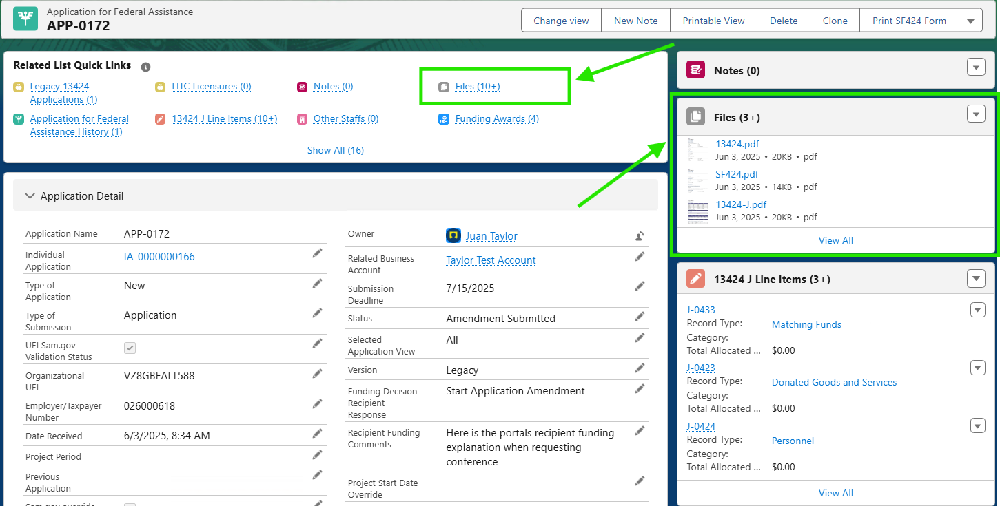 Application for Federal Assistance
APP-0172
Change view
New Note
Printable View
Delete
Clone
Print SF424 Form
Related List Quick Links
Legacy 13424
Applications (1)
LITC Licensures (0)
Notes (0)
Files (10+)
Application for Federal
Assistance History (1)
13424 J Line Items (10+)
Other Staffs (0)
Funding Awards (4)
Show All (16)
Application Detail
Application Name
APP-0172
Individual
Application
IA-0000000166
Type of
Application
New
Type of
Submission
Application
UEI Sam.gov
Validation Status
Organizational
UEI
VZ8GBEALT588
Employer/Taxpayer
Number
026000618
Date Received
6/3/2025, 8:34 AM
Project Period
Previous
Application
Sam.gov override
Owner
Juan Taylor
Related Business
Account
Taylor Test Account
Submission
Deadline
7/15/2025
Status
Amendment Submitted
Selected
Application View
All
Version
Legacy
Funding Decision
Recipient
Response
Start Application Amendment
Recipient Funding
Comments
Here is the portals recipient funding
explanation when requesting
conference
Project Start Date
Override
Notes (0)
Files (3+)
13424.pdf
Jun 3, 2025 • 20KB • pdf
SF424.pdf
Jun 3, 2025 • 14KB • pdf
13424-J.pdf
Jun 3, 2025 • 20KB • pdf
View All
13424 J Line Items (3+)
J-0433
Record Type: Matching Funds
Category:
Total Allocated ... $0.00
J-0423
Record Type: Donated Goods and Services
Category:
Total Allocated ... $0.00
J-0424
Record Type: Personnel
Category:
Total Allocated ... $0.00
View All